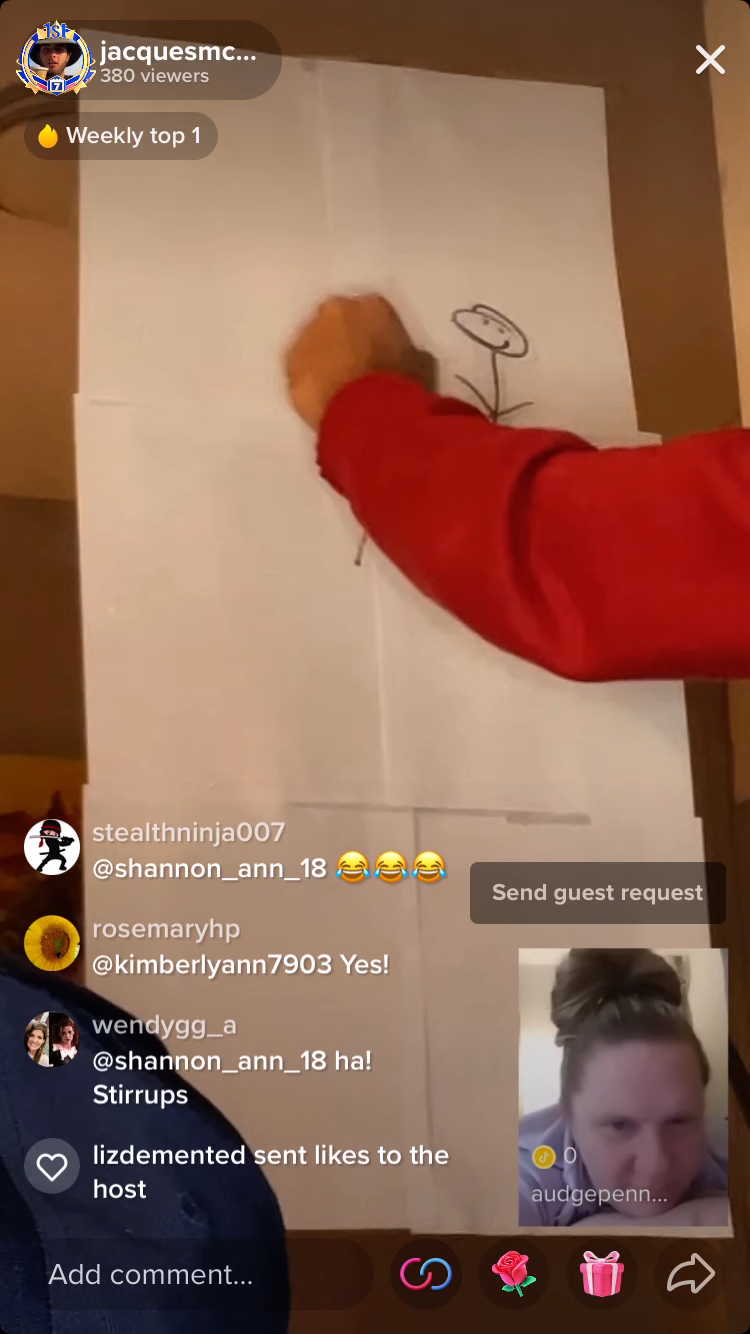 1st
jacquesmc...
380 viewers
7
Weekly top 1
stealthninja007
@shannon_ann_18 😂😂😂
Send guest request
rosemaryhp
@kimberlyann7903 Yes!
wendygg_a
@shannon_ann_18 ha!
Stirrups
0
audgepenn...
lizdemented sent likes to the
host
Add comment...